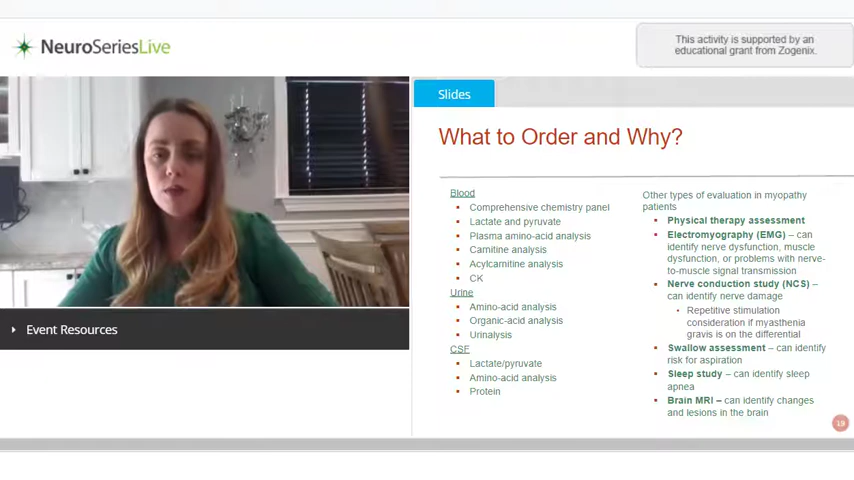 NeuroSeriesLive
This activity is supported by an
educational grant from Zogenix.
Slides
Event Resources
What to Order and Why?
Blood
Comprehensive chemistry panel
Lactate and pyruvate
Plasma amino-acid analysis
Carnitine analysis
Acylcarnitine analysis
CK
Urine
Amino-acid analysis
Organic-acid analysis
Urinalysis
CSF
Lactate/pyruvate
Amino-acid analysis
Protein
Other types of evaluation in myopathy
patients
Physical therapy assessment
Electromyography (EMG) – can
identify nerve dysfunction, muscle
dysfunction, or problems with nerve-
to-muscle signal transmission
Nerve conduction study (NCS) –
can identify nerve damage
Repetitive stimulation
consideration if myasthenia
gravis is on the differential
Swallow assessment – can identify
risk for aspiration
Sleep study – can identify sleep
apnea
Brain MRI – can identify changes
and lesions in the brain
19